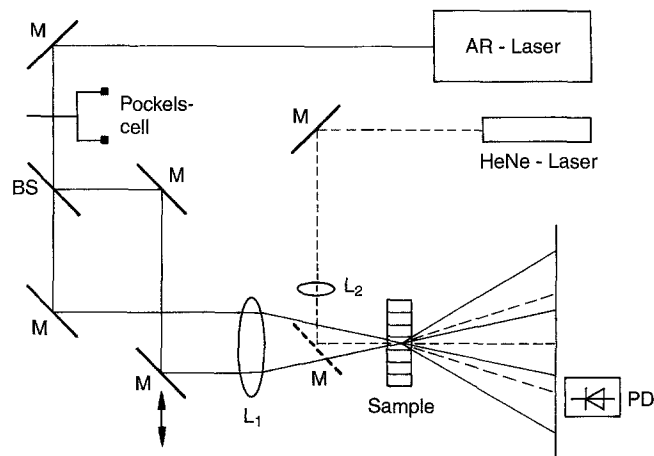 M
AR - Laser
Pockels-
cell
M
HeNe - Laser
BS
M
L2
M
M
L1
M
Sample
PD